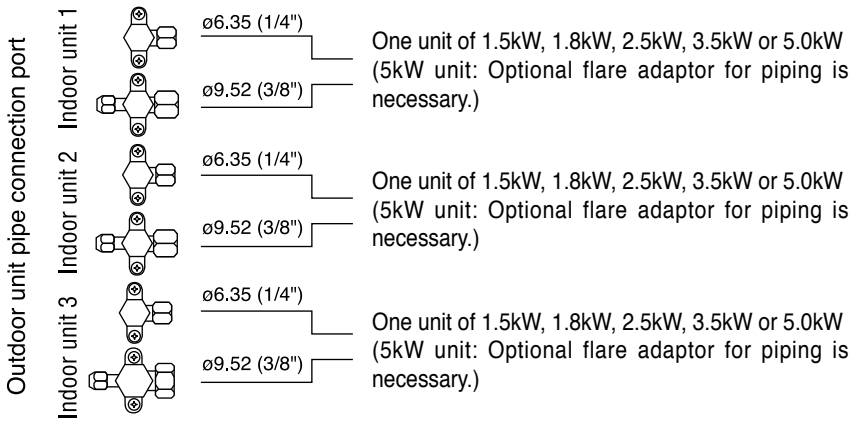 Outdoor unit pipe connection port
Indoor unit 1
ø6.35 (1/4")
ø9.52 (3/8")
One unit of 1.5kW, 1.8kW, 2.5kW, 3.5kW or 5.0kW
(5kW unit: Optional flare adaptor for piping is
necessary.)
Indoor unit 2
ø6.35 (1/4")
ø9.52 (3/8")
One unit of 1.5kW, 1.8kW, 2.5kW, 3.5kW or 5.0kW
(5kW unit: Optional flare adaptor for piping is
necessary.)
Indoor unit 3
ø6.35 (1/4")
ø9.52 (3/8")
One unit of 1.5kW, 1.8kW, 2.5kW, 3.5kW or 5.0kW
(5kW unit: Optional flare adaptor for piping is
necessary.)